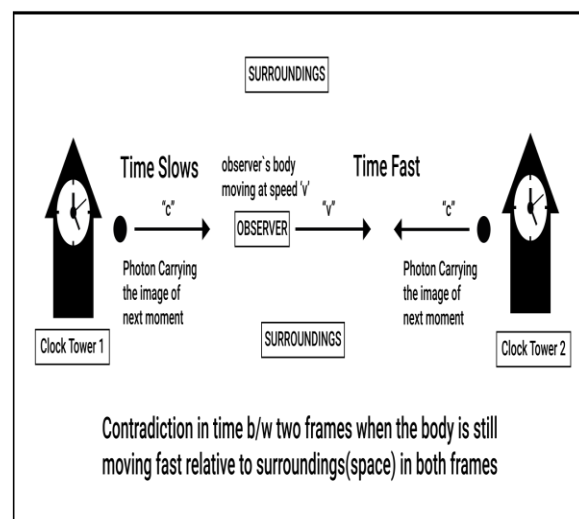 SURROUNDINGS
Time Slows
observer`s body
moving at speed ‘v’
Time Fast
“c”
OBSERVER
“v”
“c”
Photon Carrying
the image of
next moment
Photon Carrying
the image of
next moment
Clock Tower 1
SURROUNDINGS
Clock Tower 2
Contradiction in time b/w two frames when the body is still
moving fast relative to surroundings(space) in both frames